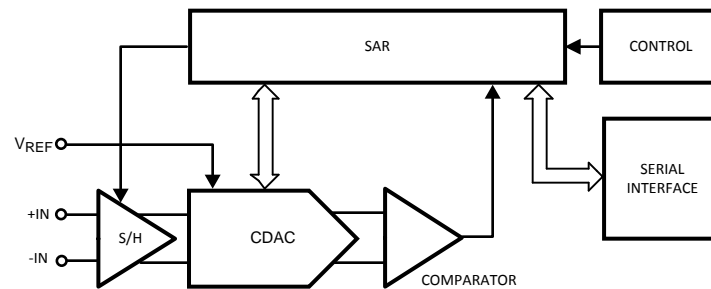 SAR
CONTROL
VREF
SERIAL
INTERFACE
+IN
S/H
CDAC
-IN
COMPARATOR